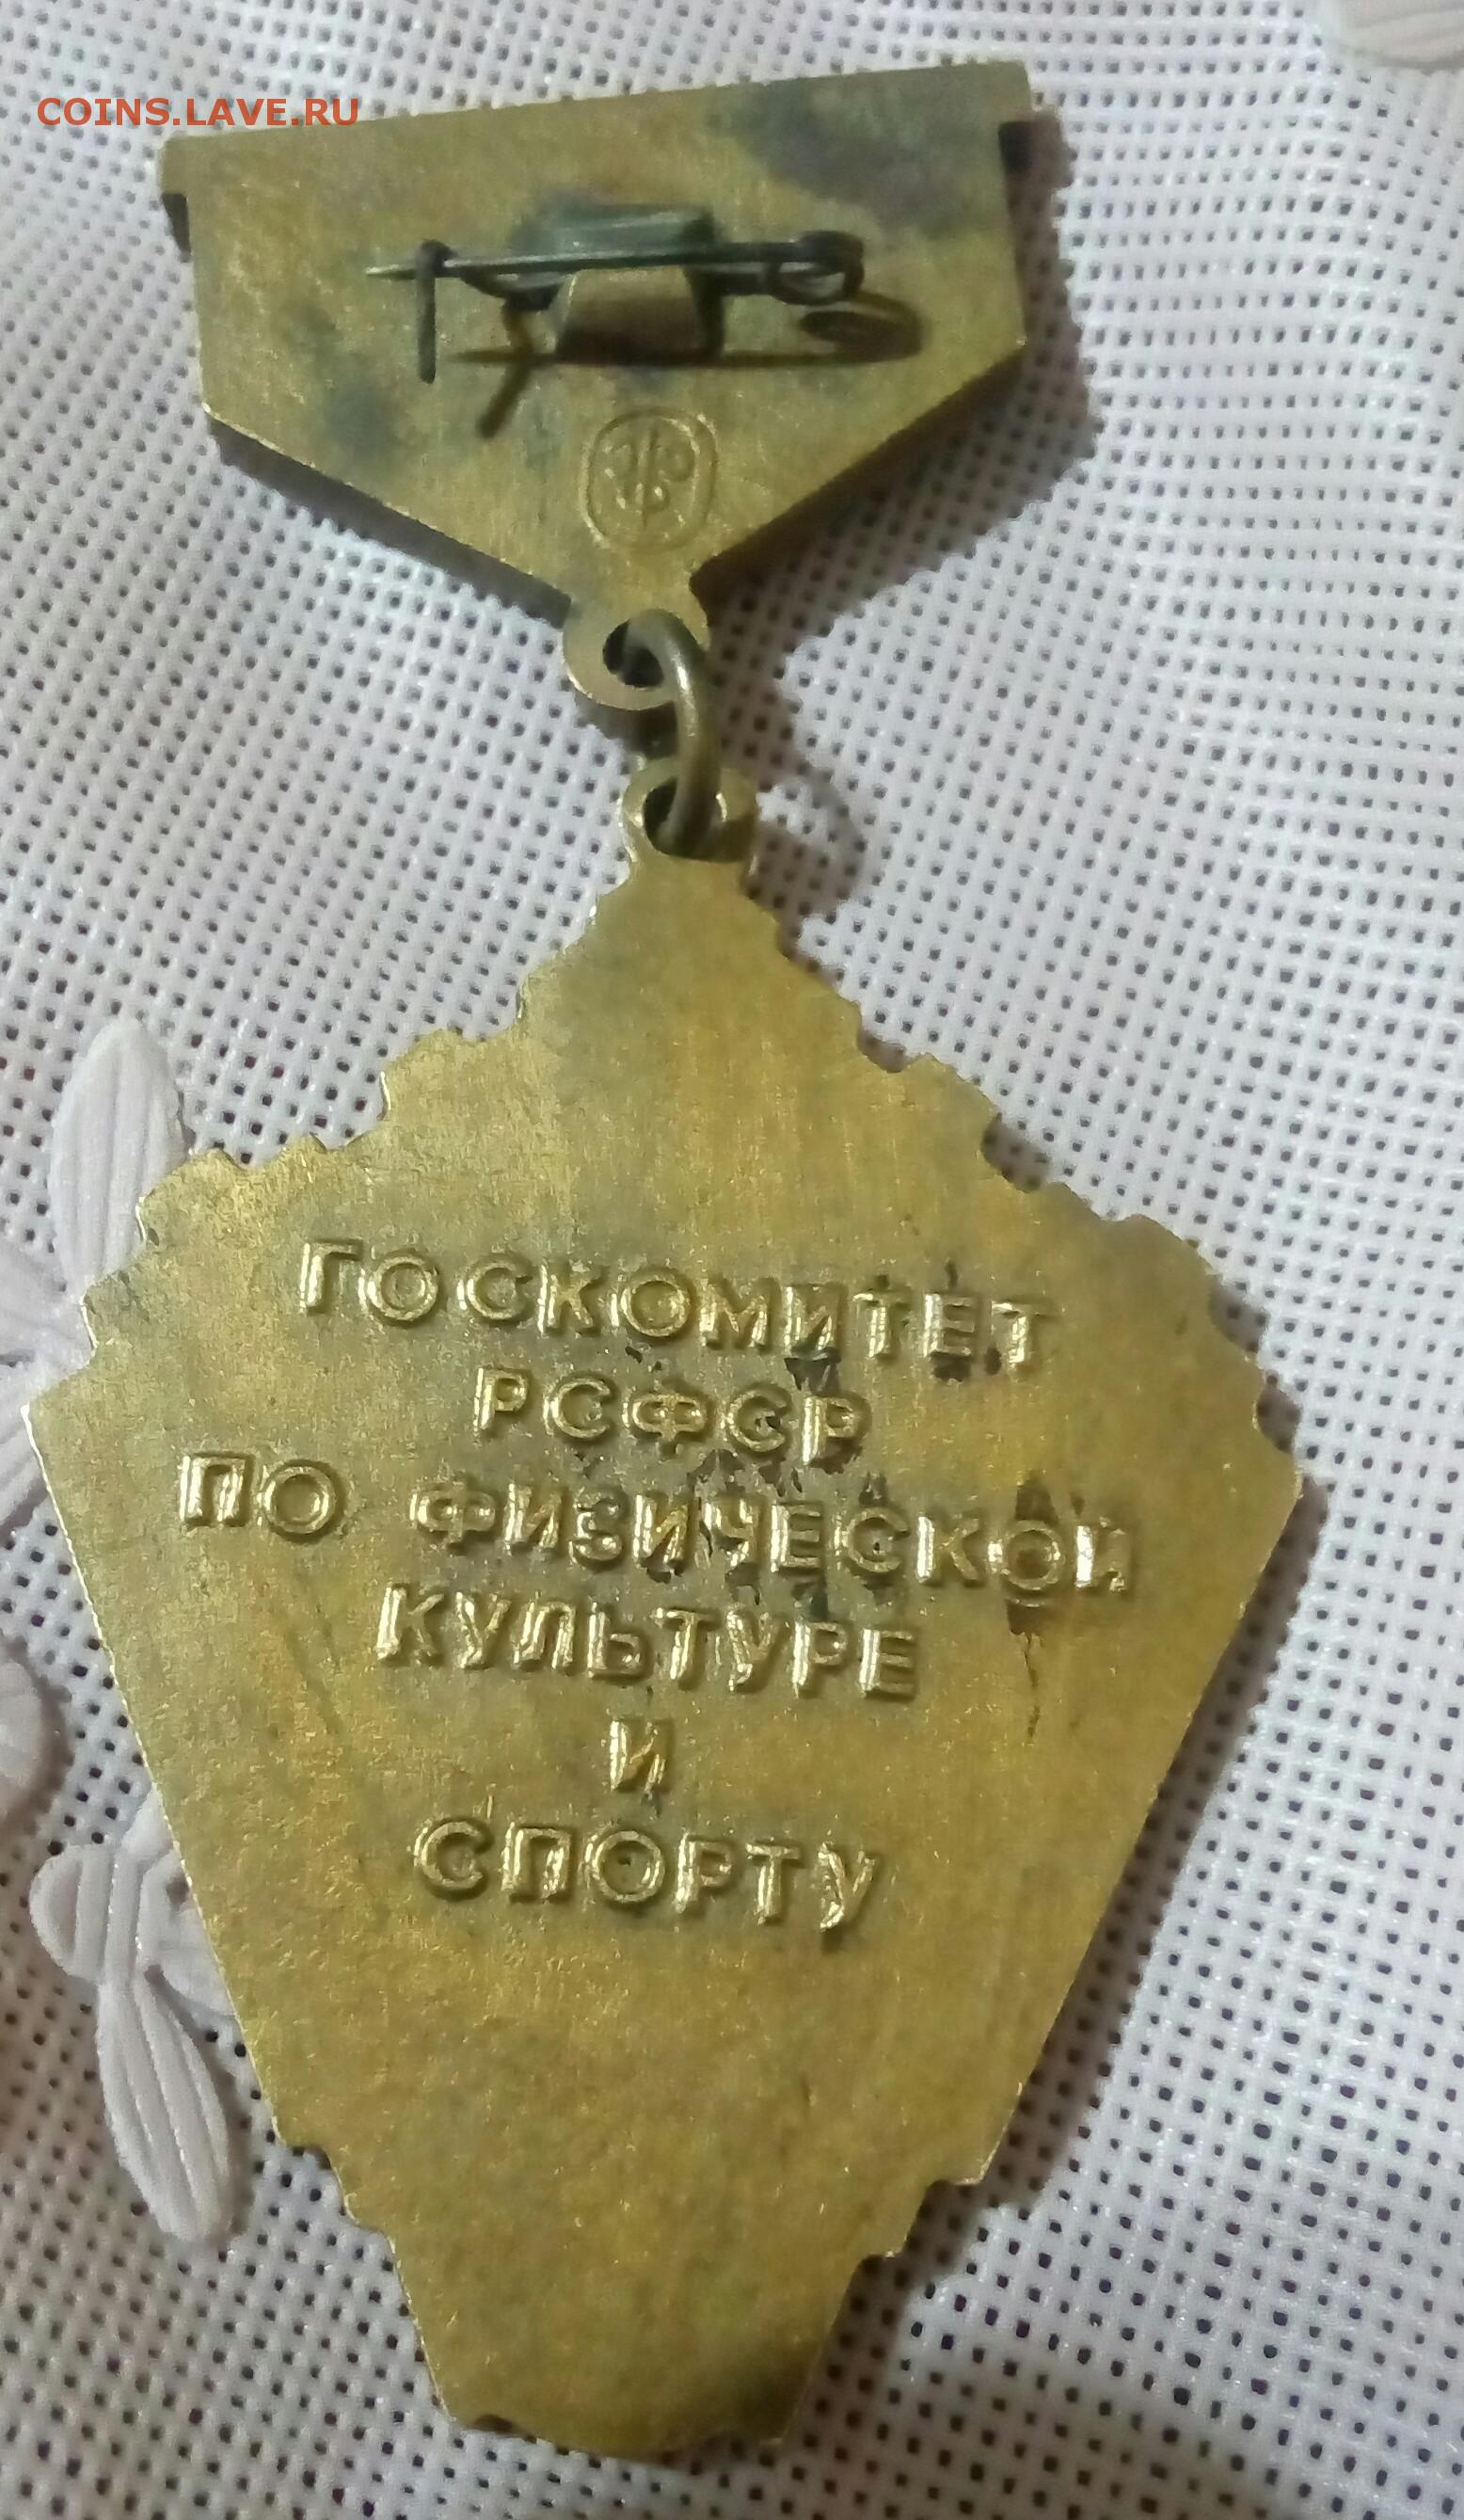 COINS.LAVE.RU
ГОСКОМИТЕТ
РСФСР
ПО ФИЗИЧЕСКОЙ
КУЛЬТУРЕ
И
СПОРТУ